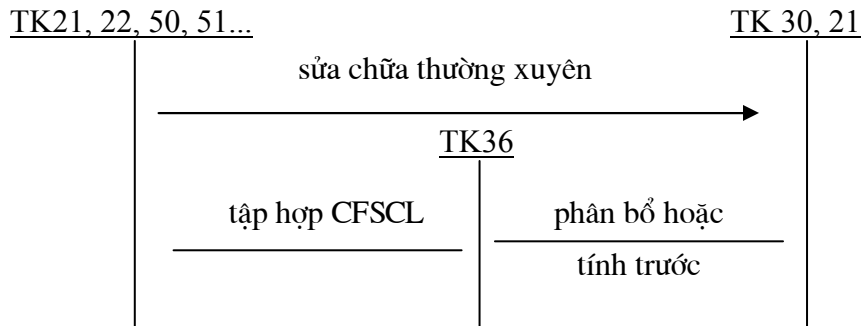 TK21, 22, 50, 51...
TK 30, 21
sửa chữa thường xuyên
TK36
tập hợp CFSCL
phân bổ hoặc
tính trước